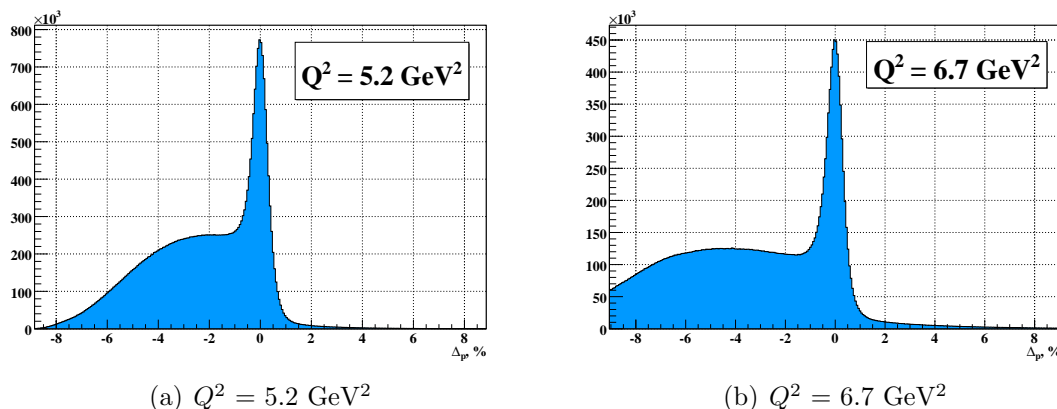 ×10³
800
700
600
500
400
300
200
100
0
Q² = 5.2 GeV²
-8 -6 -4 -2 0 2 4 6 8
Δp, %
(a) Q² = 5.2 GeV²
×10³
450
400
350
300
250
200
150
100
50
0
Q² = 6.7 GeV²
-8 -6 -4 -2 0 2 4 6 8
Δp, %
(b) Q² = 6.7 GeV²